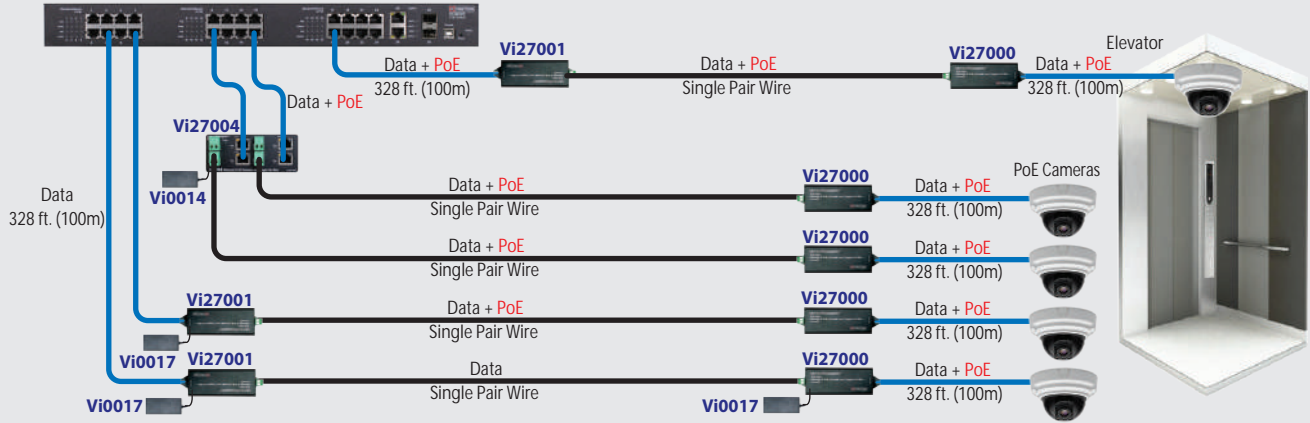 Vi27001
Data + PoE
328 ft. (100m)
Data + PoE
Single Pair Wire
Vi27000
Data + PoE
328 ft. (100m)
Elevator
Data + PoE
Vi27004
Vi0014
Data
328 ft. (100m)
Data + PoE
Single Pair Wire
Vi27000
Data + PoE
328 ft. (100m)
PoE Cameras
Data + PoE
Single Pair Wire
Vi27000
Data + PoE
328 ft. (100m)
Vi27001
Vi0017
Data + PoE
Single Pair Wire
Vi27000
Data + PoE
328 ft. (100m)
Vi27001
Vi0017
Data
Single Pair Wire
Vi27000
Vi0017
Data + PoE
328 ft. (100m)